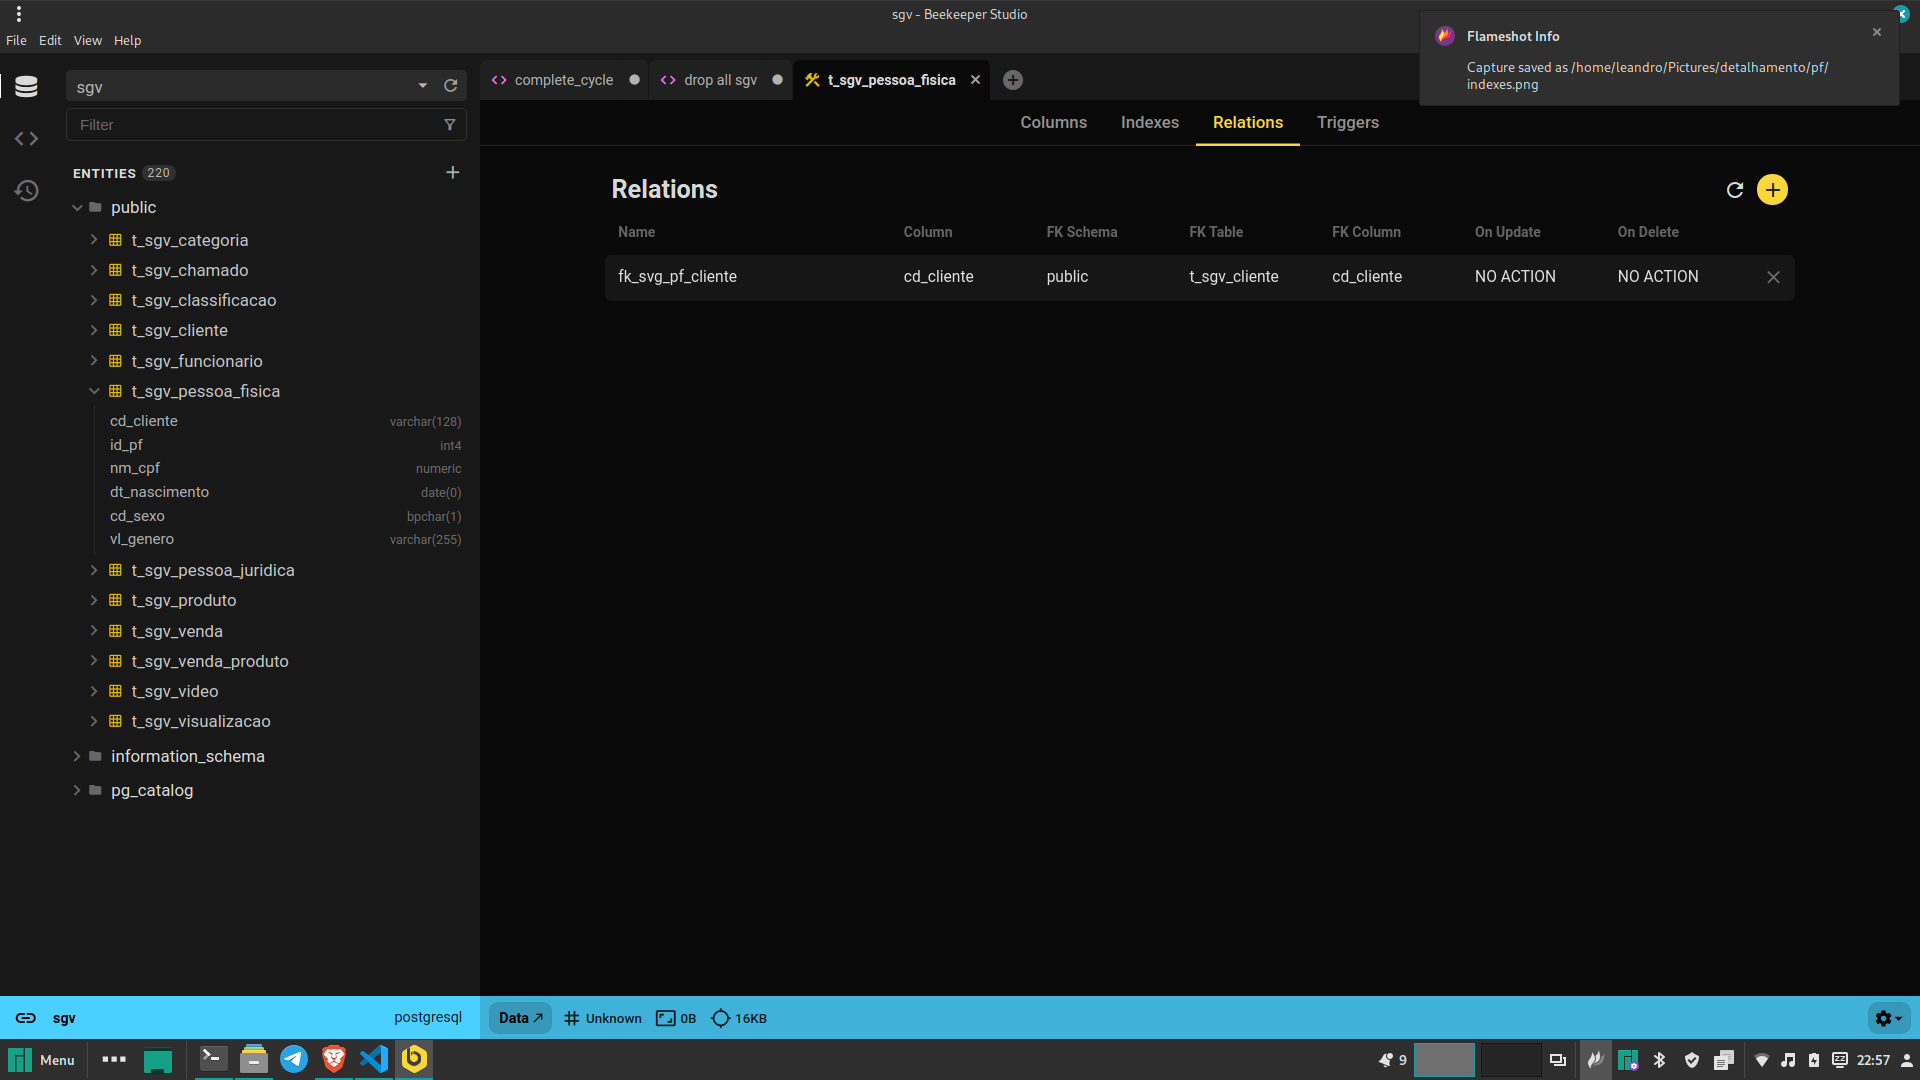 sgv - Beekeeper Studio
File Edit View Help
Flameshot Info
Capture saved as /home/leandro/Pictures/detalhamento/pf/
indexes.png
sgv
Filter
ENTITIES 220
public
t_sgv_categoria
t_sgv_chamado
t_sgv_classificacao
t_sgv_cliente
t_sgv_funcionario
t_sgv_pessoa_fisica
cd_cliente varchar(128)
id_pf int4
nm_cpf numeric
dt_nascimento date(0)
cd_sexo bpchar(1)
vl_genero varchar(255)
t_sgv_pessoa_juridica
t_sgv_produto
t_sgv_venda
t_sgv_venda_produto
t_sgv_video
t_sgv_visualizacao
information_schema
pg_catalog
complete_cycle drop all sgv t_sgv_pessoa_fisica
Columns Indexes Relations Triggers
Relations
Name Column FK Schema FK Table FK Column On Update On Delete
fk_svg_pf_cliente cd_cliente public t_sgv_cliente cd_cliente NO ACTION NO ACTION
sgv postgresql Data Unknown 0B 16KB
Menu 9 22:57